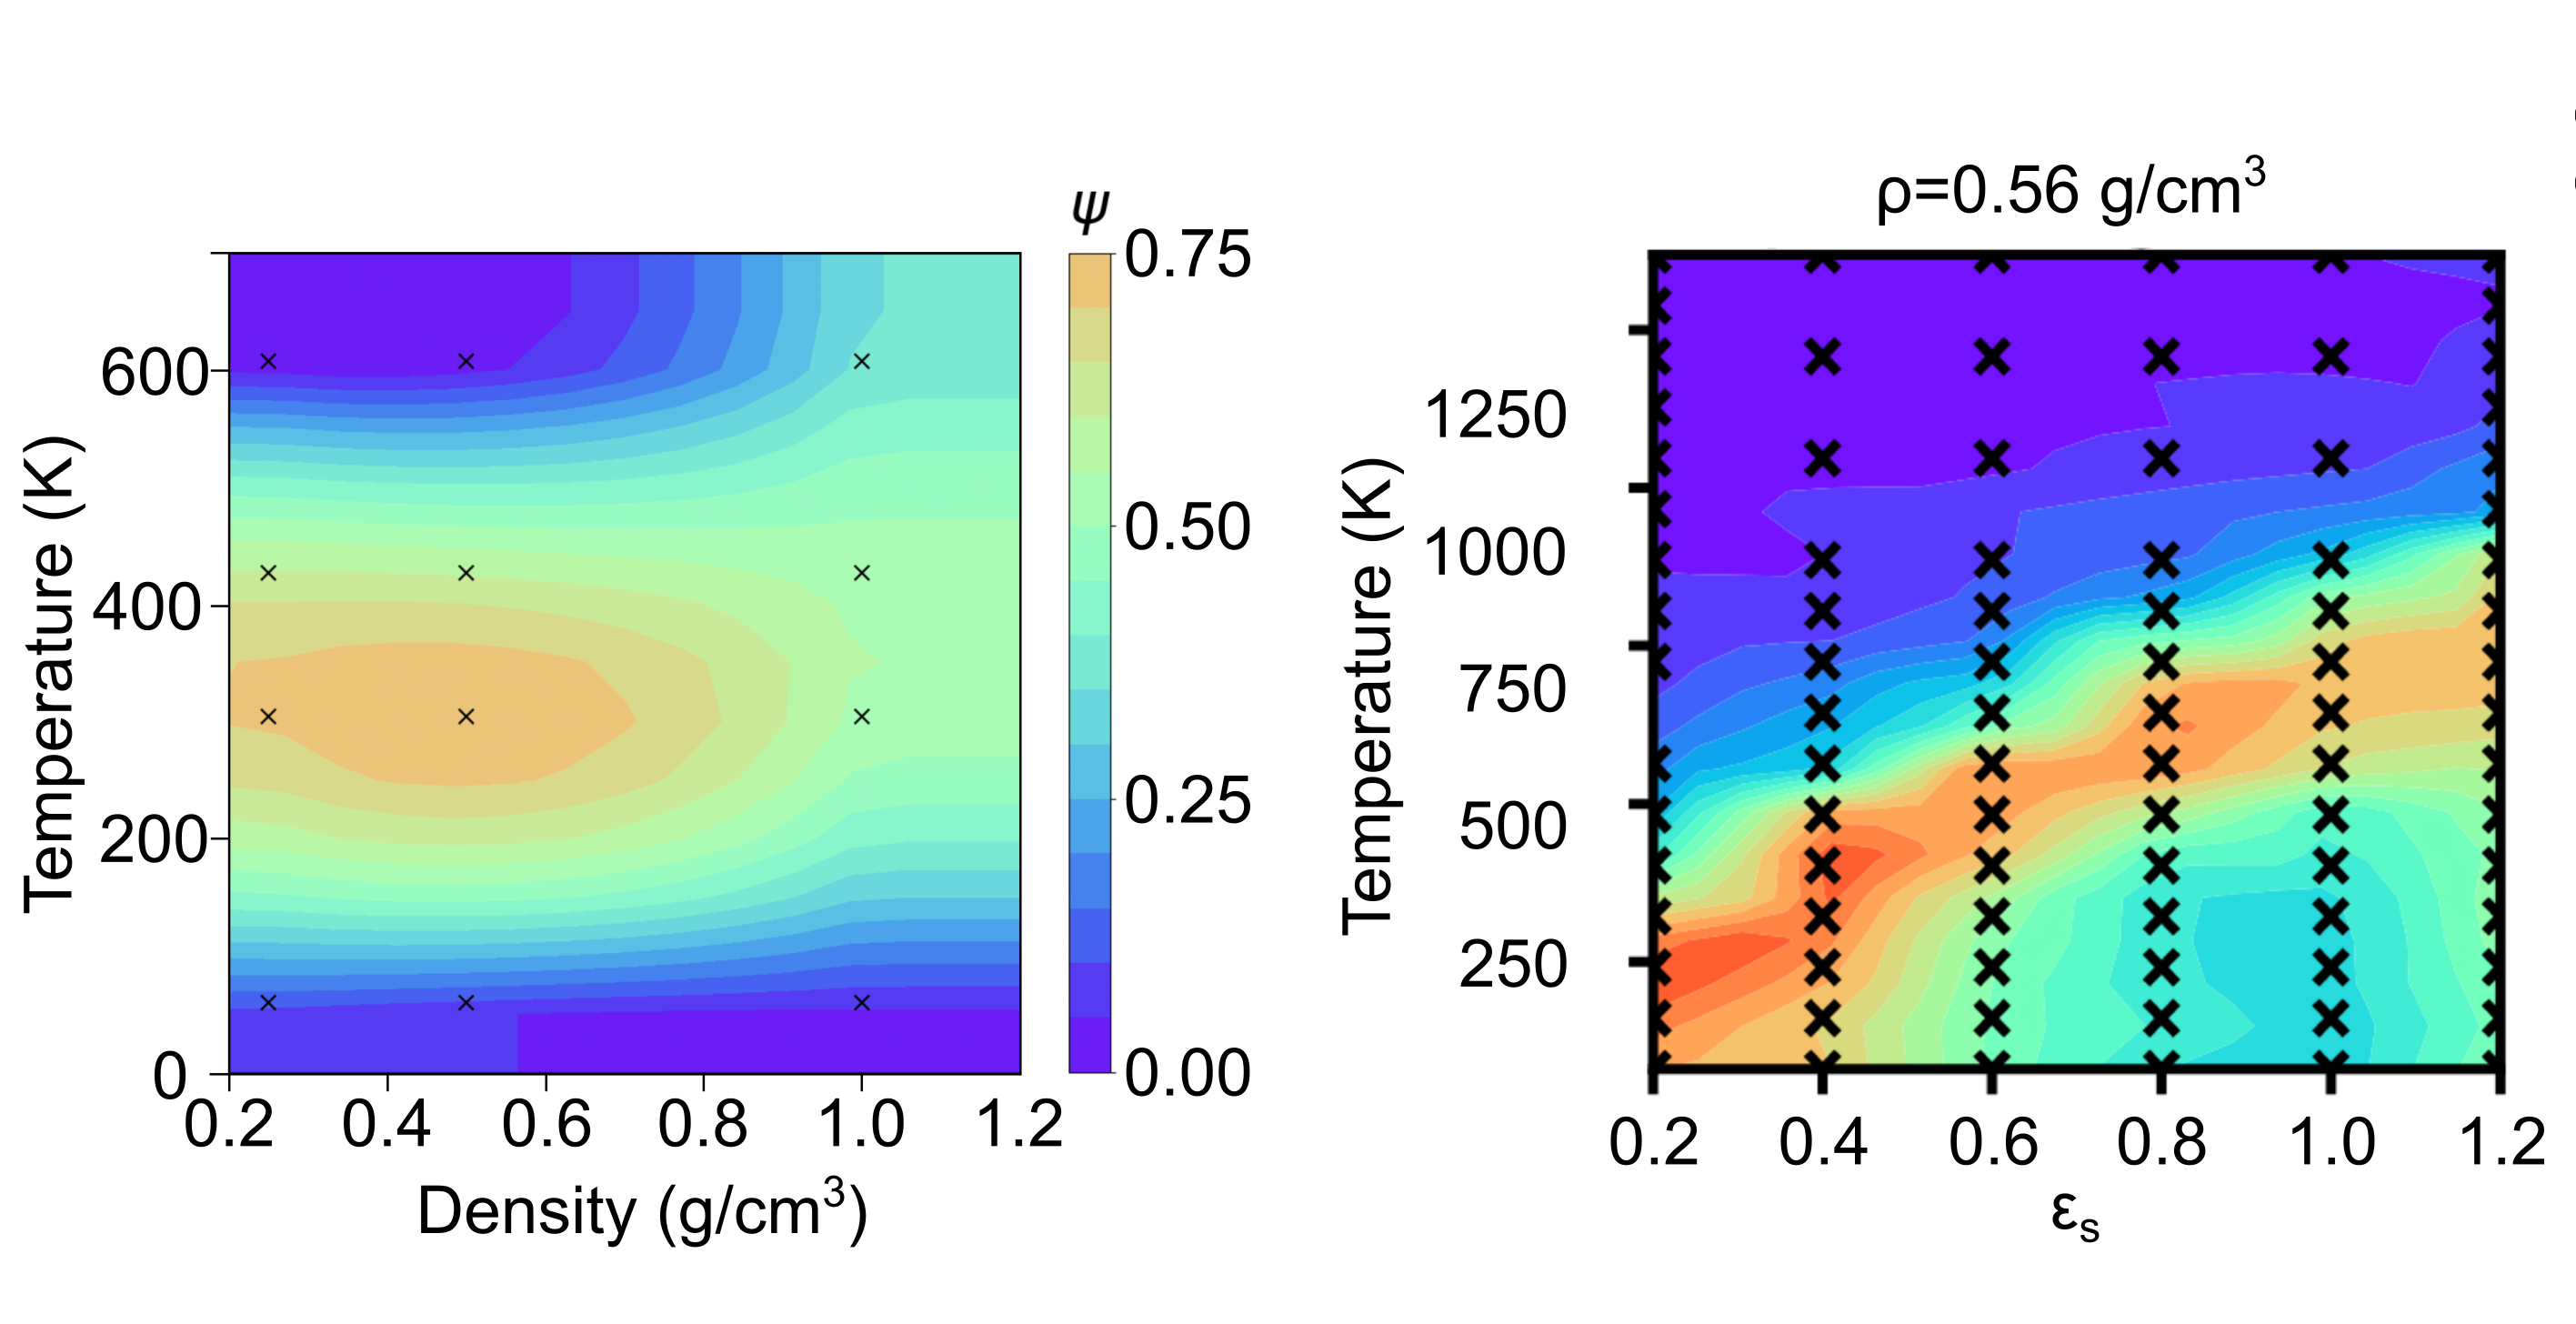 ψ
0.75
0.50
0.25
0.00
600
400
200
0
Temperature (K)
0.2 0.4 0.6 0.8 1.0 1.2
Density (g/cm³)
ρ=0.56 g/cm³
1250
1000
750
500
250
Temperature (K)
0.2 0.4 0.6 0.8 1.0 1.2
εₛ